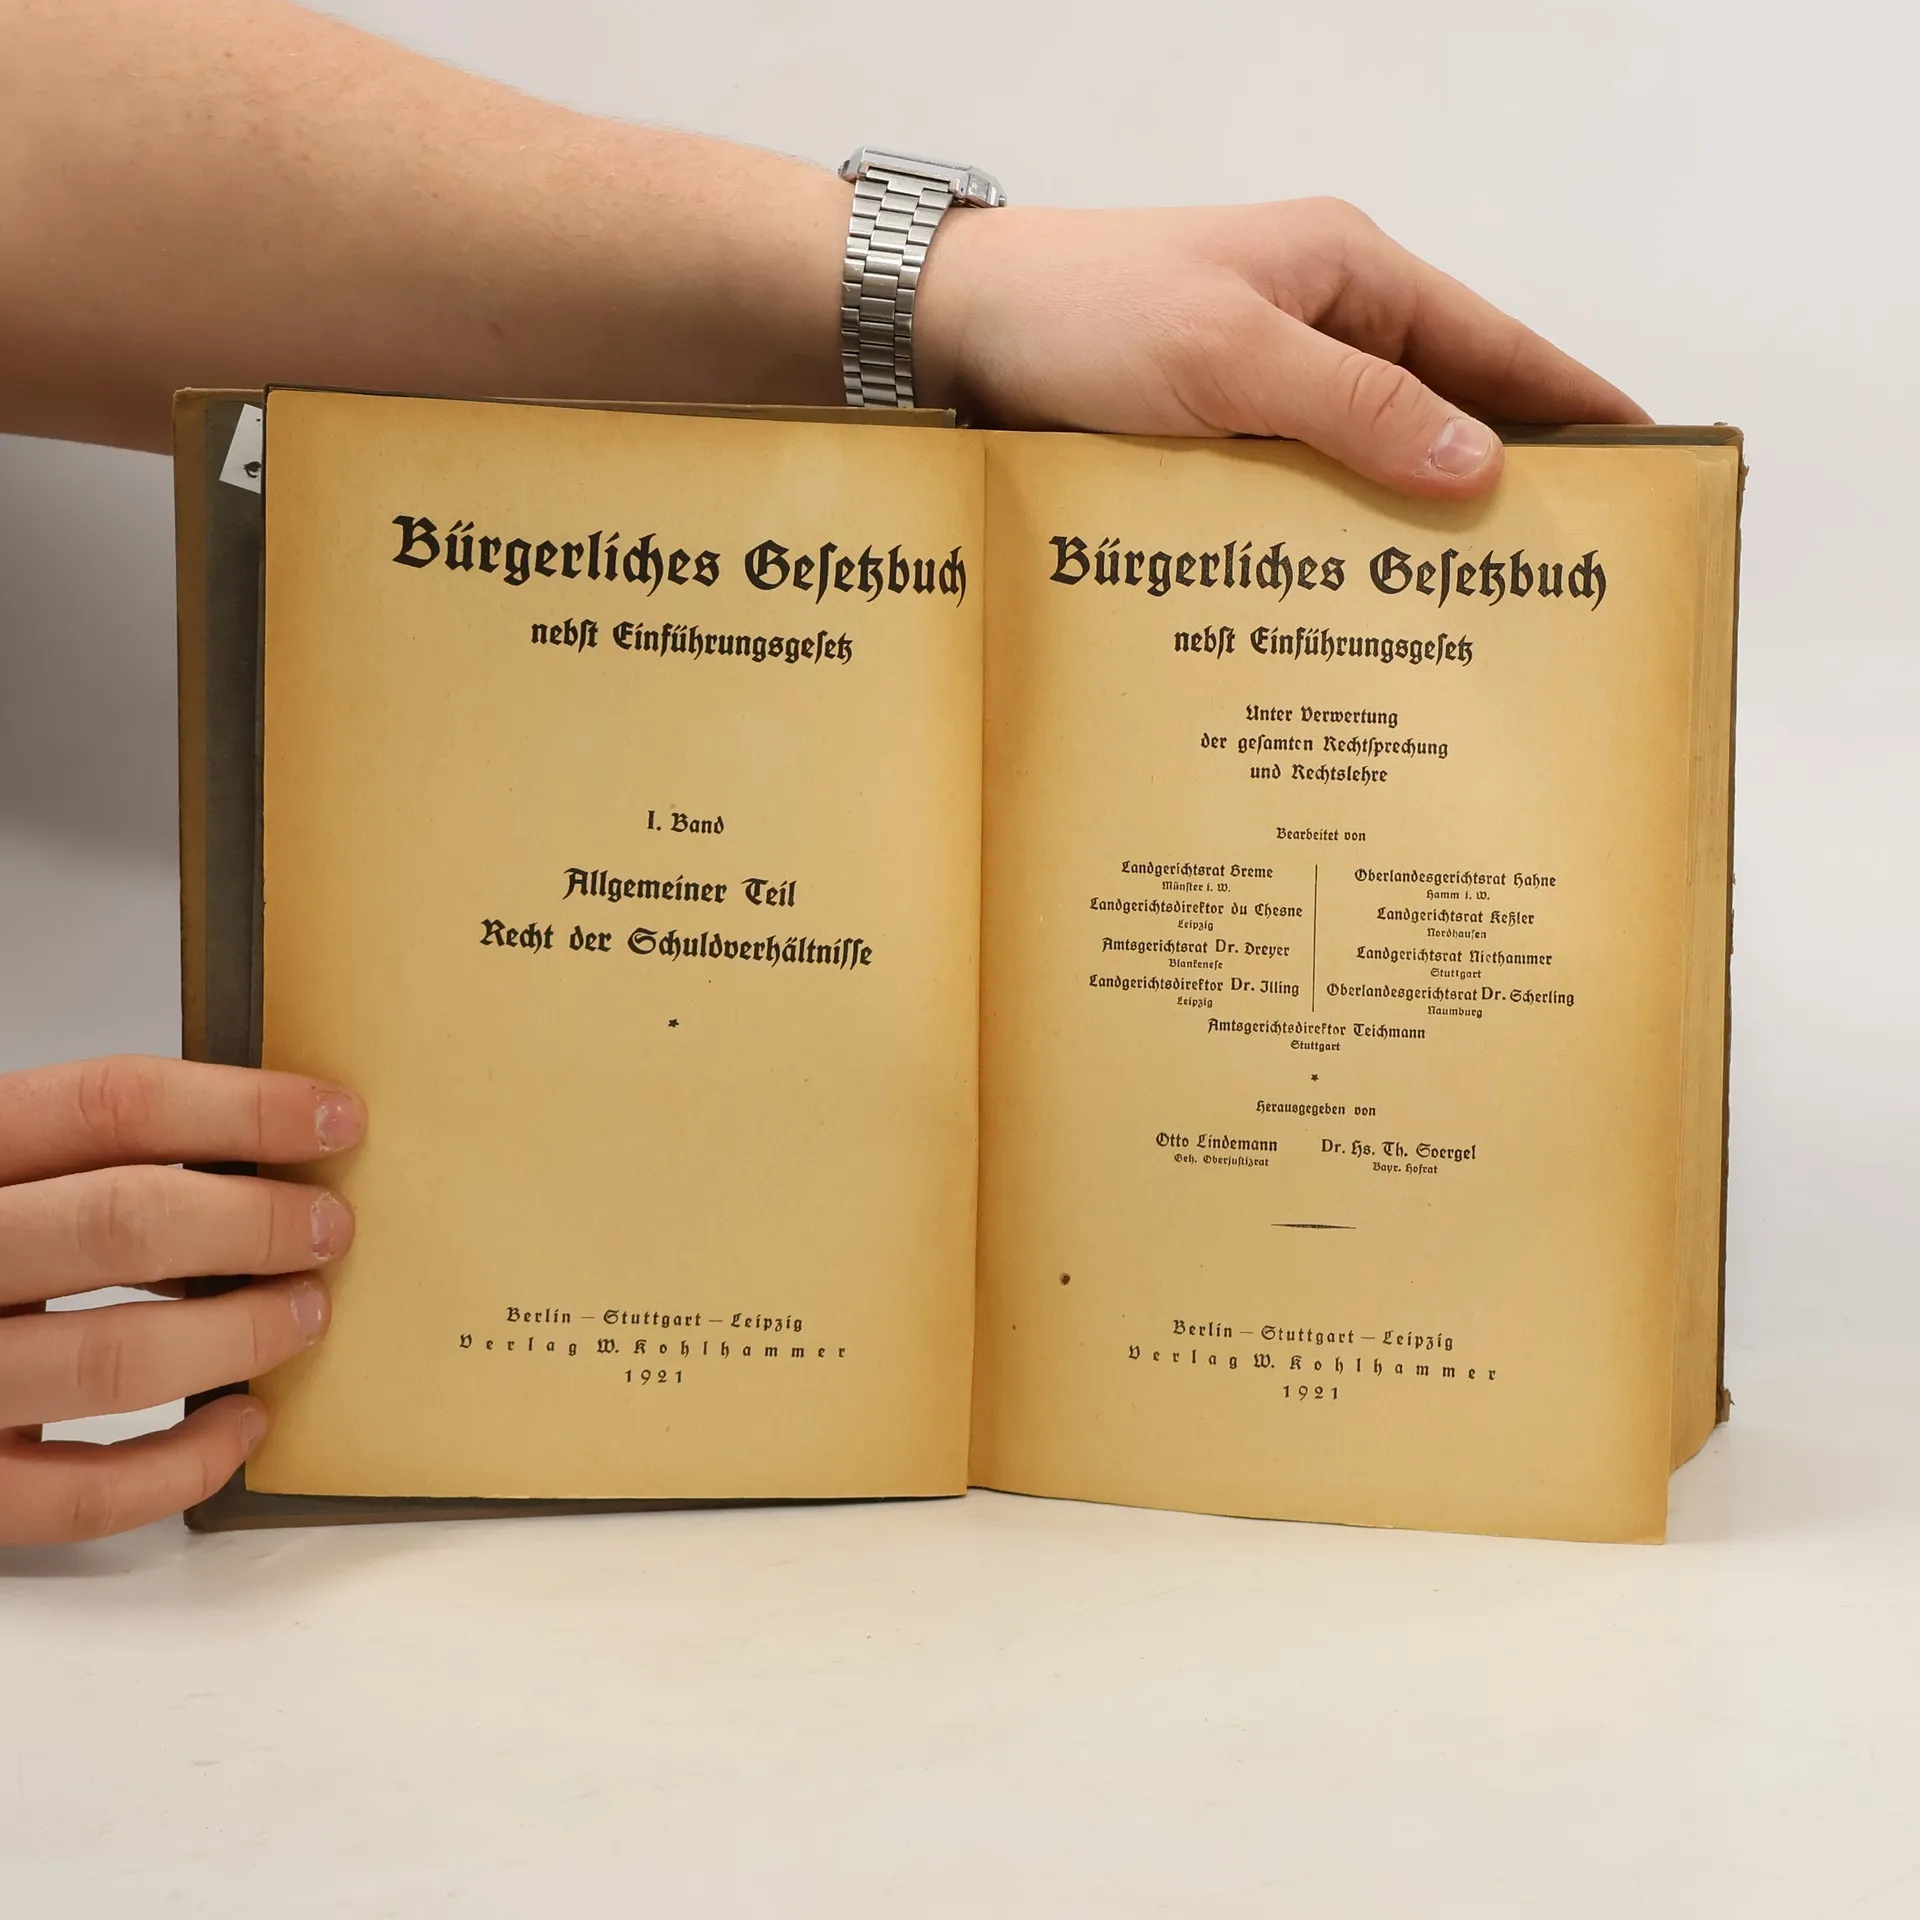 Bürgerliches Geſetzbuch
nebſt Einführungsgeſetz
I. Band
Allgemeiner Teil
Recht der Schuldverhältniſſe
*
Berlin — Stuttgart — Leipzig
Verlag W. Kohlhammer
1921
Bürgerliches Geſetzbuch
nebſt Einführungsgeſetz
Unter Verwertung
der geſamten Rechtſprechung
und Rechtslehre
Bearbeitet von
Landgerichtsrat Breme
Münſter i. W.
Landgerichtsdirektor du Chesne
Leipzig
Amtsgerichtsrat Dr. Dreyer
Blankeneſe
Landgerichtsdirektor Dr. Illing
Leipzig
Oberlandesgerichtsrat Hahne
Hamm i. W.
Landgerichtsrat Keßler
Nordhauſen
Landgerichtsrat Niethammer
Stuttgart
Oberlandesgerichtsrat Dr. Scherling
Naumburg
Amtsgerichtsdirektor Teichmann
Stuttgart
*
Herausgegeben von
Otto Lindemann
Geh. Oberjuſtizrat
Dr. Hs. Th. Soergel
Bayr. Hofrat
Berlin — Stuttgart — Leipzig
Verlag W. Kohlhammer
1921